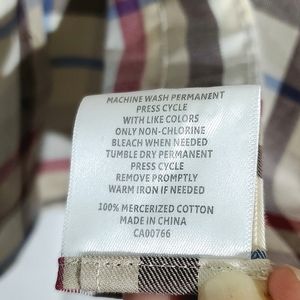 MACHINE WASH PERMANENT
PRESS CYCLE
WITH LIKE COLORS
ONLY NON-CHLORINE
BLEACH WHEN NEEDED
TUMBLE DRY PERMANENT
PRESS CYCLE
REMOVE PROMPTLY
WARM IRON IF NEEDED
100% MERCERIZED COTTON
MADE IN CHINA
CA00766